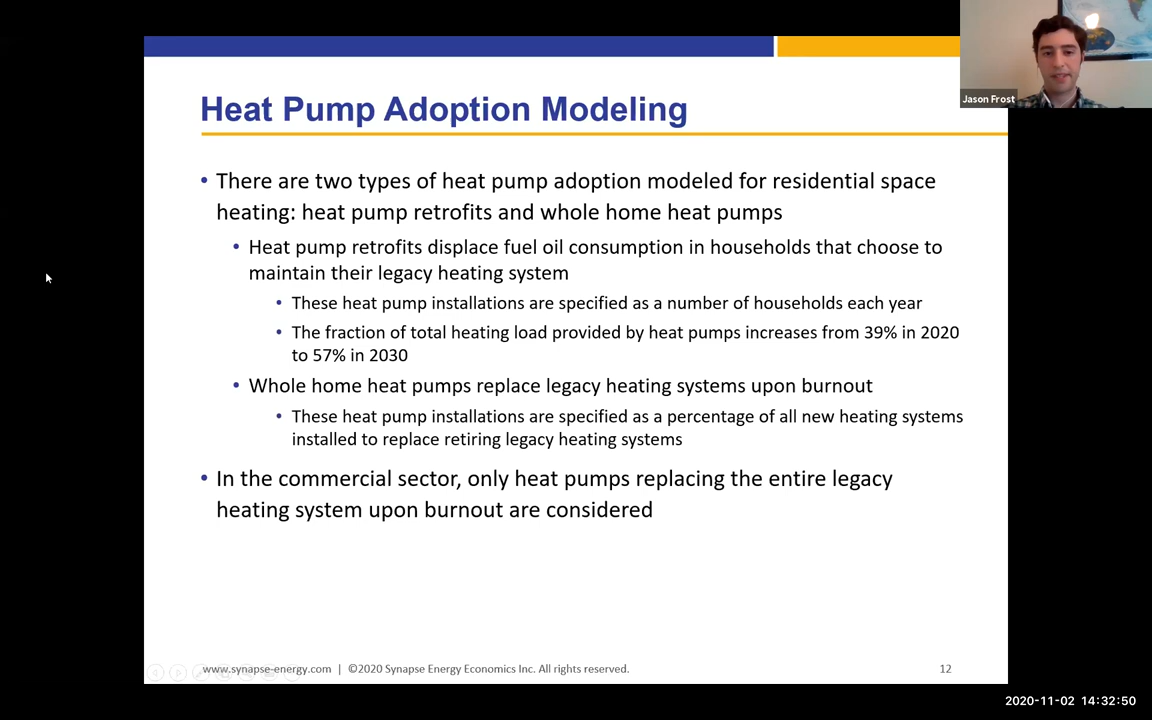 Jason Frost
Heat Pump Adoption Modeling
• There are two types of heat pump adoption modeled for residential space
heating: heat pump retrofits and whole home heat pumps
• Heat pump retrofits displace fuel oil consumption in households that choose to
maintain their legacy heating system
• These heat pump installations are specified as a number of households each year
• The fraction of total heating load provided by heat pumps increases from 39% in 2020
to 57% in 2030
• Whole home heat pumps replace legacy heating systems upon burnout
• These heat pump installations are specified as a percentage of all new heating systems
installed to replace retiring legacy heating systems
• In the commercial sector, only heat pumps replacing the entire legacy
heating system upon burnout are considered
www.synapse-energy.com | ©2020 Synapse Energy Economics Inc. All rights reserved.
12
2020-11-02 14:32:50